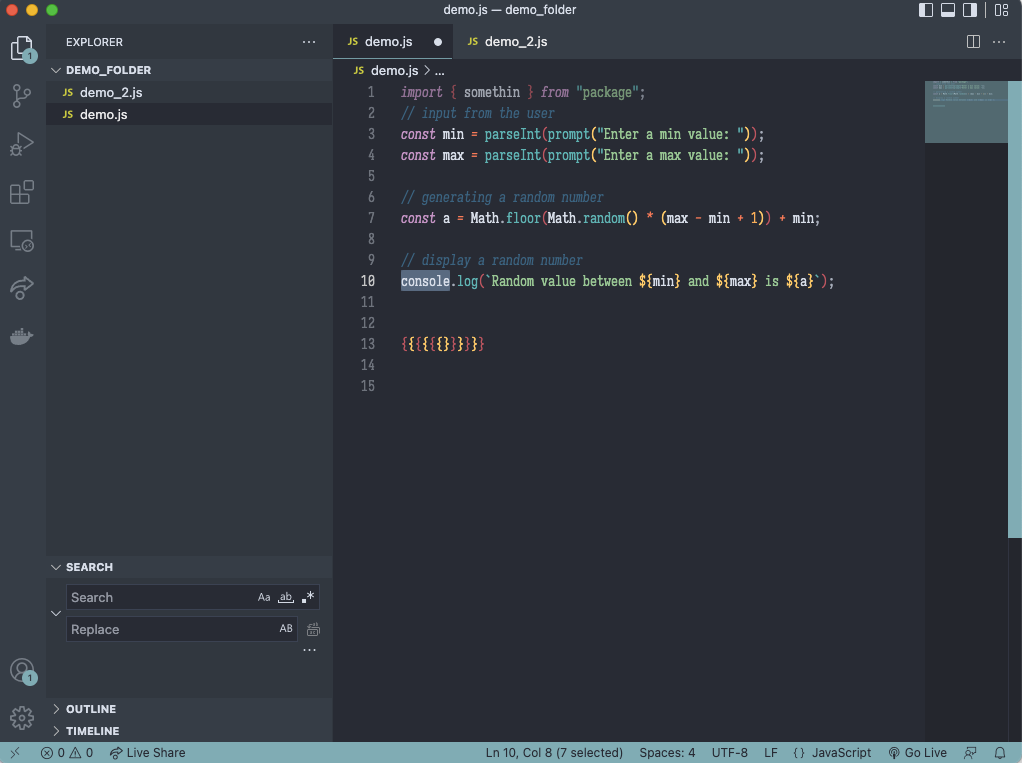 demo.js — demo_folder
EXPLORER
DEMO_FOLDER
JS demo_2.js
JS demo.js
1
JS demo.js
JS demo_2.js
JS demo.js > ...
1 import { somethin } from "package";
2 // input from the user
3 const min = parseInt(prompt("Enter a min value: "));
4 const max = parseInt(prompt("Enter a max value: "));
5
6 // generating a random number
7 const a = Math.floor(Math.random() * (max - min + 1)) + min;
8
9 // display a random number
10 console.log(`Random value between ${min} and ${max} is ${a}`);
11
12
13 {{{{{{}}}}}}
14
15
SEARCH
Search Aa ab .*
Replace AB
OUTLINE
TIMELINE
1
0 0 Live Share Ln 10, Col 8 (7 selected) Spaces: 4 UTF-8 LF {} JavaScript Go Live